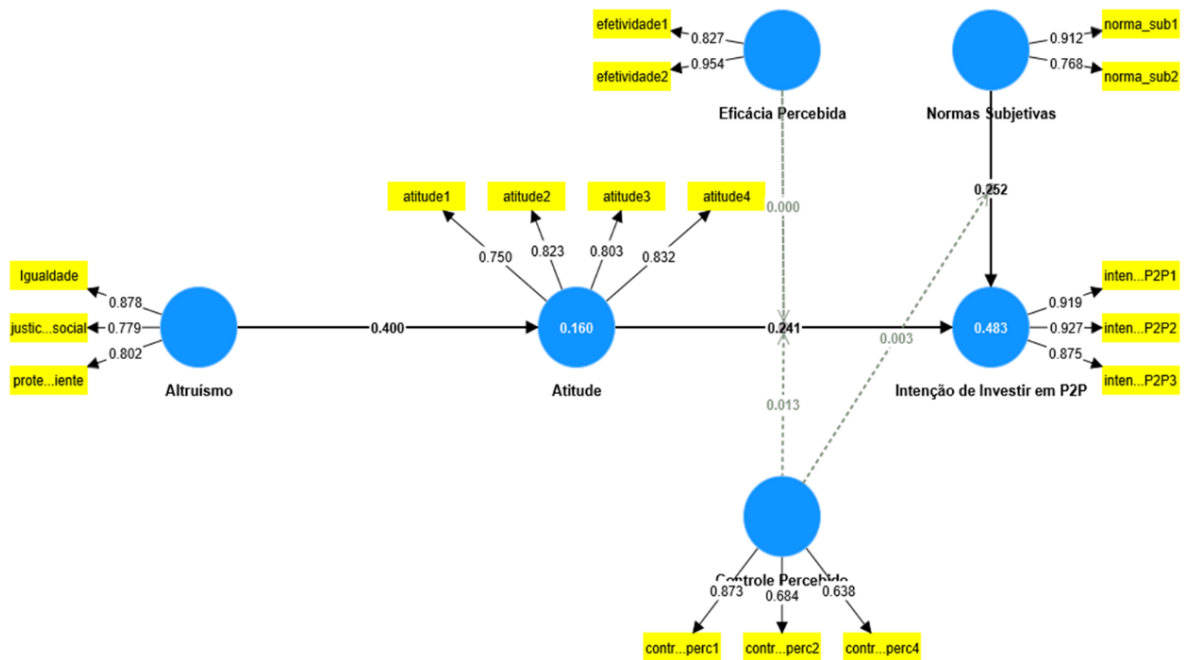 efetividade1
0.827
0.954
efetividade2
Eficácia Percebida
norma_sub1
0.912
0.768
norma_sub2
Normas Subjetivas
atitude1
atitude2
atitude3
atitude4
0.750
0.823
0.803
0.832
0.000
0.252
Igualdade
0.878
justic...social
0.779
0.802
prote...iente
Altruísmo
0.400
0.160
Atitude
0.241
0.003
0.013
0.483
Intenção de Investir em P2P
0.919
0.927
0.875
inten...P2P1
inten...P2P2
inten...P2P3
Controle Percebido
0.873
0.684
0.638
contr...perc1
contr...perc2
contr...perc4